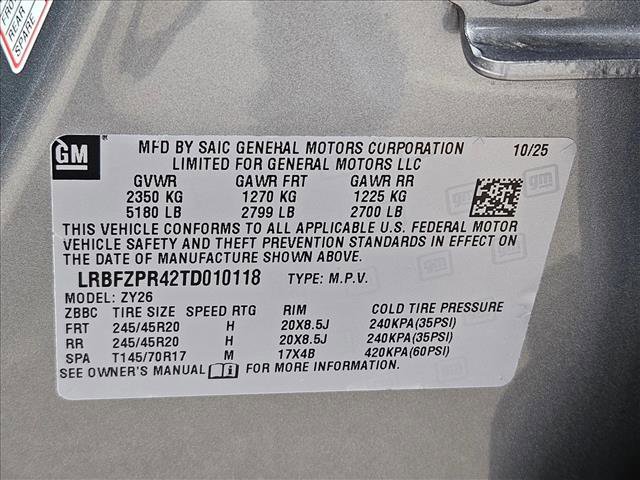 FRONT
REAR
SPARE
GM
MFD BY SAIC GENERAL MOTORS CORPORATION 10/25
LIMITED FOR GENERAL MOTORS LLC
GVWR GAWR FRT GAWR RR
2350 KG 1270 KG 1225 KG
5180 LB 2799 LB 2700 LB
THIS VEHICLE CONFORMS TO ALL APPLICABLE U.S. FEDERAL MOTOR
VEHICLE SAFETY AND THEFT PREVENTION STANDARDS IN EFFECT ON
THE DATE OF MANUFACTURE SHOWN ABOVE.
LRBFZPR42TD010118 TYPE: M.P.V.
MODEL: ZY26
ZBBC TIRE SIZE SPEED RTG RIM COLD TIRE PRESSURE
FRT 245/45R20 H 20X8.5J 240KPA(35PSI)
RR 245/45R20 H 20X8.5J 240KPA(35PSI)
SPA T145/70R17 M 17X4B 420KPA(60PSI)
SEE OWNER'S MANUAL FOR MORE INFORMATION.